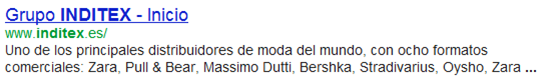 Grupo INDITEX - Inicio
www.inditex.es/
Uno de los principales distribuidores de moda del mundo, con ocho formatos
comerciales: Zara, Pull & Bear, Massimo Dutti, Bershka, Stradivarius, Oysho, Zara ...